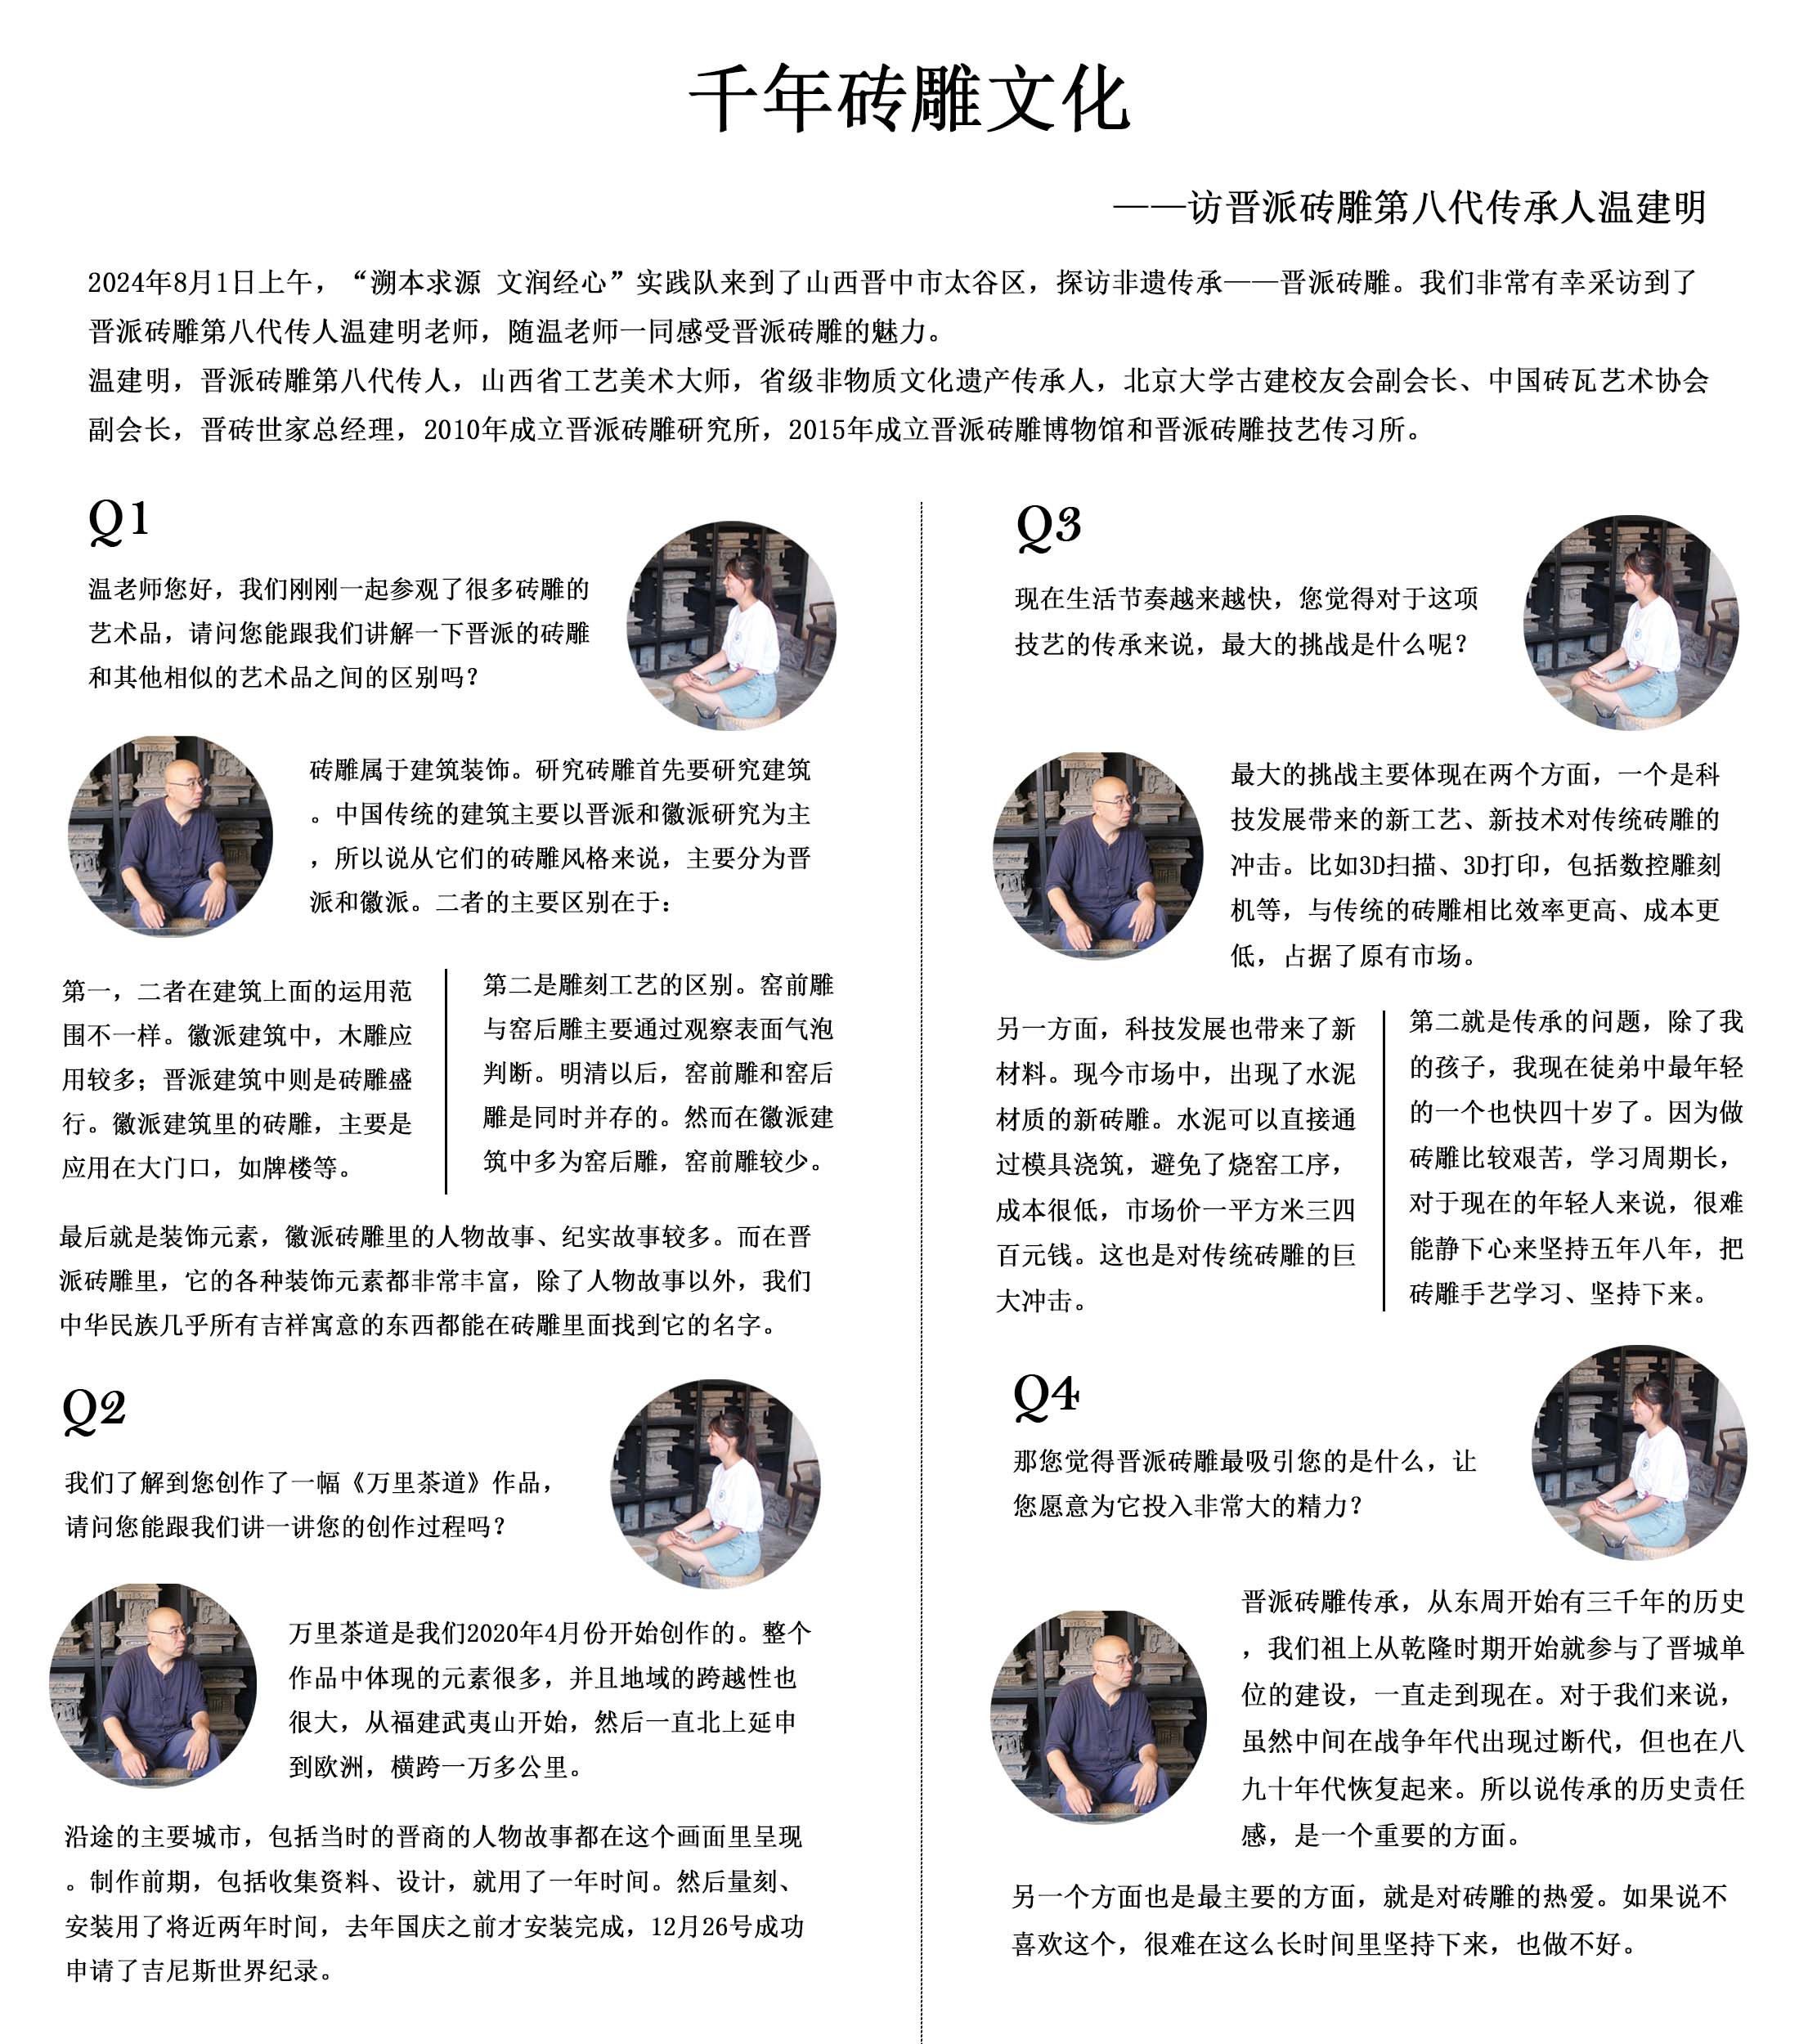 千年砖雕文化
——访晋派砖雕第八代传承人温建明
2024年8月1日上午，“溯本求源 文润经心”实践队来到了山西晋中市太谷区，探访非遗传承——晋派砖雕。我们非常有幸采访到了
晋派砖雕第八代传人温建明老师，随温老师一同感受晋派砖雕的魅力。
温建明，晋派砖雕第八代传人，山西省工艺美术大师，省级非物质文化遗产传承人，北京大学古建校友会副会长、中国砖瓦艺术协会
副会长，晋砖世家总经理，2010年成立晋派砖雕研究所，2015年成立晋派砖雕博物馆和晋派砖雕技艺传习所。
Q1
温老师您好，我们刚刚一起参观了很多砖雕的
艺术品，请问您能跟我们讲解一下晋派的砖雕
和其他相似的艺术品之间的区别吗？
砖雕属于建筑装饰。研究砖雕首先要研究建筑
。中国传统的建筑主要以晋派和徽派研究为主
，所以说从它们的砖雕风格来说，主要分为晋
派和徽派。二者的主要区别在于：
第一，二者在建筑上面的运用范
围不一样。徽派建筑中，木雕应
用较多；晋派建筑中则是砖雕盛
行。徽派建筑里的砖雕，主要是
应用在大门口，如牌楼等。
第二是雕刻工艺的区别。窑前雕
与窑后雕主要通过观察表面气泡
判断。明清以后，窑前雕和窑后
雕是同时并存的。然而在徽派建
筑中多为窑后雕，窑前雕较少。
最后就是装饰元素，徽派砖雕里的人物故事、纪实故事较多。而在晋
派砖雕里，它的各种装饰元素都非常丰富，除了人物故事以外，我们
中华民族几乎所有吉祥寓意的东西都能在砖雕里面找到它的名字。
Q2
我们了解到您创作了一幅《万里茶道》作品，
请问您能跟我们讲一讲您的创作过程吗？
万里茶道是我们2020年4月份开始创作的。整个
作品中体现的元素很多，并且地域的跨越性也
很大，从福建武夷山开始，然后一直北上延申
到欧洲，横跨一万多公里。
沿途的主要城市，包括当时的晋商的人物故事都在这个画面里呈现
。制作前期，包括收集资料、设计，就用了一年时间。然后量刻、
安装用了将近两年时间，去年国庆之前才安装完成，12月26号成功
申请了吉尼斯世界纪录。
Q3
现在生活节奏越来越快，您觉得对于这项
技艺的传承来说，最大的挑战是什么呢？
最大的挑战主要体现在两个方面，一个是科
技发展带来的新工艺、新技术对传统砖雕的
冲击。比如3D扫描、3D打印，包括数控雕刻
机等，与传统的砖雕相比效率更高、成本更
低，占据了原有市场。
另一方面，科技发展也带来了新
材料。现今市场中，出现了水泥
材质的新砖雕。水泥可以直接通
过模具浇筑，避免了烧窑工序，
成本很低，市场价一平方米三四
百元钱。这也是对传统砖雕的巨
大冲击。
第二就是传承的问题，除了我
的孩子，我现在徒弟中最年轻
的一个也快四十岁了。因为做
砖雕比较艰苦，学习周期长，
对于现在的年轻人来说，很难
能静下心来坚持五年八年，把
砖雕手艺学习、坚持下来。
Q4
那您觉得晋派砖雕最吸引您的是什么，让
您愿意为它投入非常大的精力？
晋派砖雕传承，从东周开始有三千年的历史
，我们祖上从乾隆时期开始就参与了晋城单
位的建设，一直走到现在。对于我们来说，
虽然中间在战争年代出现过断代，但也在八
九十年代恢复起来。所以说传承的历史责任
感，是一个重要的方面。
另一个方面也是最主要的方面，就是对砖雕的热爱。如果说不
喜欢这个，很难在这么长时间里坚持下来，也做不好。